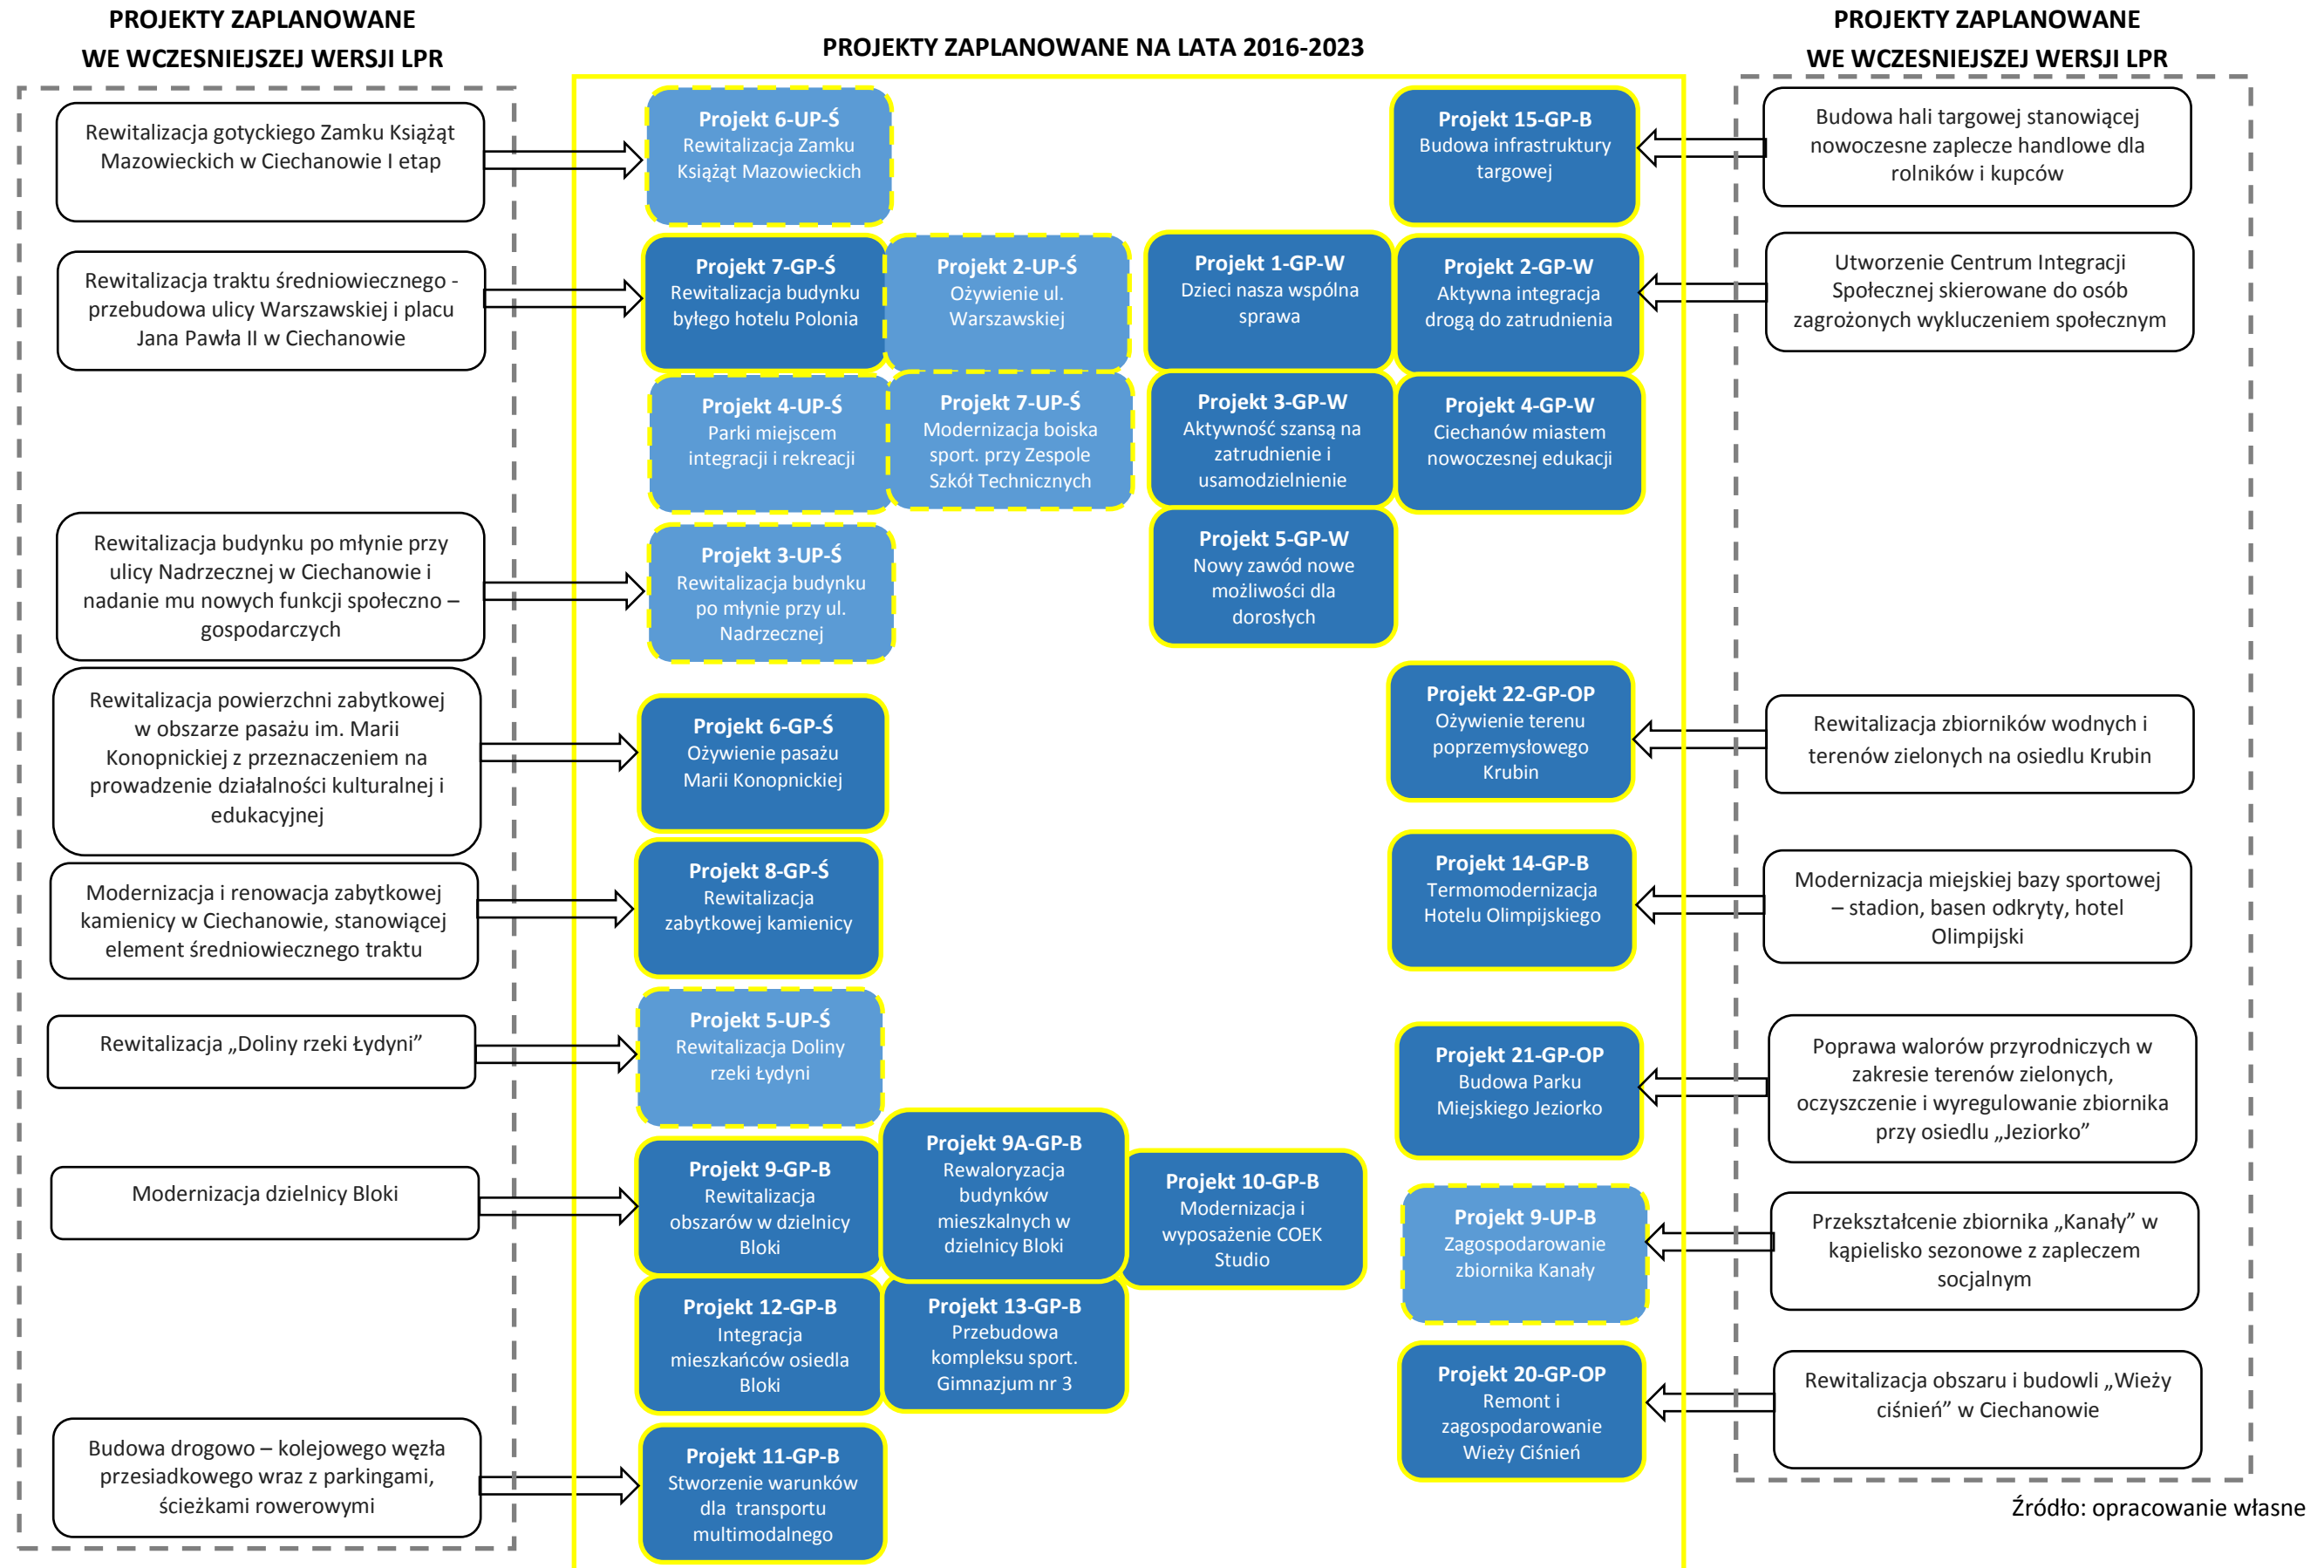 PROJEKTY ZAPLANOWANE
WE WCZESNIEJSZEJ WERSJI LPR
PROJEKTY ZAPLANOWANE NA LATA 2016-2023
PROJEKTY ZAPLANOWANE
WE WCZESNIEJSZEJ WERSJI LPR
Rewitalizacja gotyckiego Zamku Książąt
Mazowieckich w Ciechanowie I etap
Rewitalizacja traktu średniowiecznego -
przebudowa ulicy Warszawskiej i placu
Jana Pawła II w Ciechanowie
Rewitalizacja budynku po młynie przy
ulicy Nadrzecznej w Ciechanowie i
nadanie mu nowych funkcji społeczno –
gospodarczych
Rewitalizacja powierzchni zabytkowej
w obszarze pasażu im. Marii
Konopnickiej z przeznaczeniem na
prowadzenie działalności kulturalnej i
edukacyjnej
Modernizacja i renowacja zabytkowej
kamienicy w Ciechanowie, stanowiącej
element średniowiecznego traktu
Rewitalizacja „Doliny rzeki Łydyni”
Modernizacja dzielnicy Bloki
Budowa drogowo – kolejowego węzła
przesiadkowego wraz z parkingami,
ścieżkami rowerowymi
Projekt 6-UP-Ś
Rewitalizacja Zamku
Książąt Mazowieckich
Projekt 15-GP-B
Budowa infrastruktury
targowej
Projekt 7-GP-Ś
Rewitalizacja budynku
byłego hotelu Polonia
Projekt 2-UP-Ś
Ożywienie ul.
Warszawskiej
Projekt 1-GP-W
Dzieci nasza wspólna
sprawa
Projekt 2-GP-W
Aktywna integracja
drogą do zatrudnienia
Projekt 4-UP-Ś
Parki miejscem
integracji i rekreacji
Projekt 7-UP-Ś
Modernizacja boiska
sport. przy Zespole
Szkół Technicznych
Projekt 3-GP-W
Aktywność szansą na
zatrudnienie i
usamodzielnienie
Projekt 4-GP-W
Ciechanów miastem
nowoczesnej edukacji
Projekt 3-UP-Ś
Rewitalizacja budynku
po młynie przy ul.
Nadrzecznej
Projekt 5-GP-W
Nowy zawód nowe
możliwości dla
dorosłych
Projekt 6-GP-Ś
Ożywienie pasażu
Marii Konopnickiej
Projekt 22-GP-OP
Ożywienie terenu
poprzemysłowego
Krubin
Projekt 8-GP-Ś
Rewitalizacja
zabytkowej kamienicy
Projekt 14-GP-B
Termomodernizacja
Hotelu Olimpijskiego
Projekt 5-UP-Ś
Rewitalizacja Doliny
rzeki Łydyni
Projekt 21-GP-OP
Budowa Parku
Miejskiego Jeziorko
Projekt 9-GP-B
Rewitalizacja
obszarów w dzielnicy
Bloki
Projekt 9A-GP-B
Rewaloryzacja
budynków
mieszkalnych w
dzielnicy Bloki
Projekt 10-GP-B
Modernizacja i
wyposażenie COEK
Studio
Projekt 9-UP-B
Zagospodarowanie
zbiornika Kanały
Projekt 12-GP-B
Integracja
mieszkańców osiedla
Bloki
Projekt 13-GP-B
Przebudowa
kompleksu sport.
Gimnazjum nr 3
Projekt 20-GP-OP
Remont i
zagospodarowanie
Wieży Ciśnień
Projekt 11-GP-B
Stworzenie warunków
dla transportu
multimodalnego
Budowa hali targowej stanowiącej
nowoczesne zaplecze handlowe dla
rolników i kupców
Utworzenie Centrum Integracji
Społecznej skierowane do osób
zagrożonych wykluczeniem społecznym
Rewitalizacja zbiorników wodnych i
terenów zielonych na osiedlu Krubin
Modernizacja miejskiej bazy sportowej
– stadion, basen odkryty, hotel
Olimpijski
Poprawa walorów przyrodniczych w
zakresie terenów zielonych,
oczyszczenie i wyregulowanie zbiornika
przy osiedlu „Jeziorko”
Przekształcenie zbiornika „Kanały” w
kąpielisko sezonowe z zapleczem
socjalnym
Rewitalizacja obszaru i budowli „Wieży
ciśnień” w Ciechanowie
Źródło: opracowanie własne